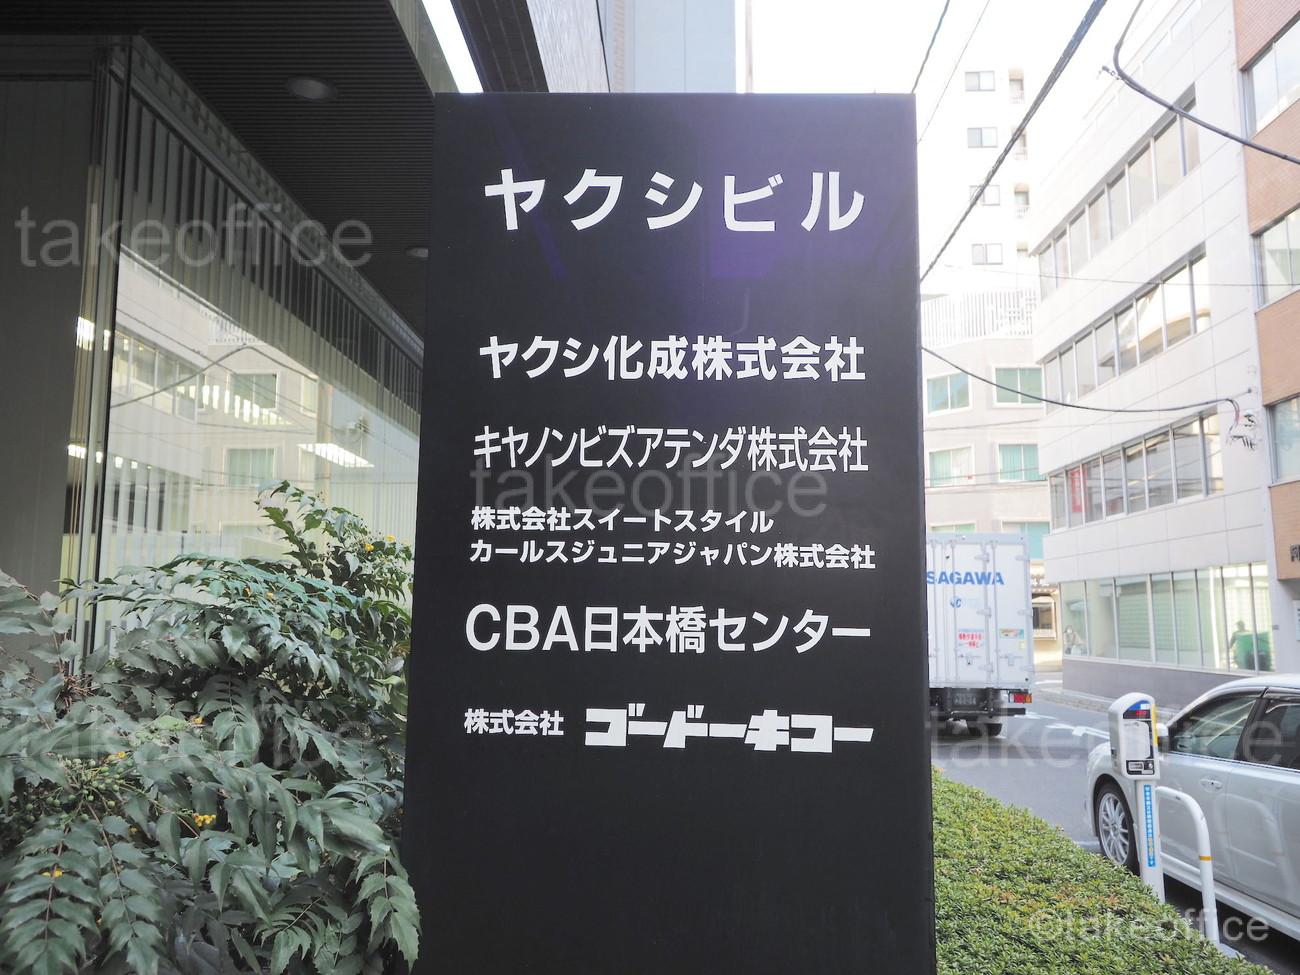 ヤクシビル
ヤクシ化成株式会社
キヤノンビズアテンダ株式会社
株式会社スイートスタイル
カールスジュニアジャパン株式会社
CBA日本橋センター
株式会社 ゴードーキコー
SAGAWA
takeoffice
takeoffice
takeoffice
takeoffice
©takeoffice